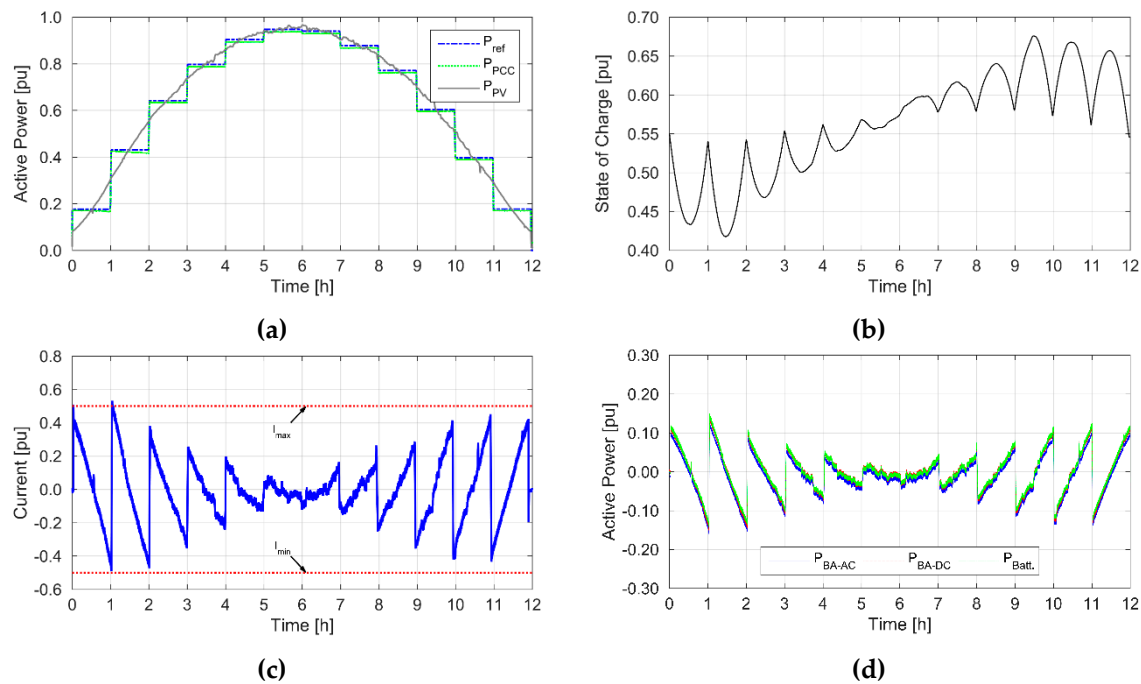 1.0
0.8
0.6
0.4
0.2
0.0
Active Power [pu]
P_ref
P_PCC
P_PV
0 1 2 3 4 5 6 7 8 9 10 11 12
Time [h]
(a)
0.70
0.65
0.60
0.55
0.50
0.45
0.40
State of Charge [pu]
0 1 2 3 4 5 6 7 8 9 10 11 12
Time [h]
(b)
0.8
0.6
0.4
0.2
0.0
-0.2
-0.4
-0.6
Current [pu]
I_max
I_min
0 1 2 3 4 5 6 7 8 9 10 11 12
Time [h]
(c)
0.30
0.20
0.10
0.00
-0.10
-0.20
-0.30
Active Power [pu]
P_BA-AC P_BA-DC P_Batt.
0 1 2 3 4 5 6 7 8 9 10 11 12
Time [h]
(d)